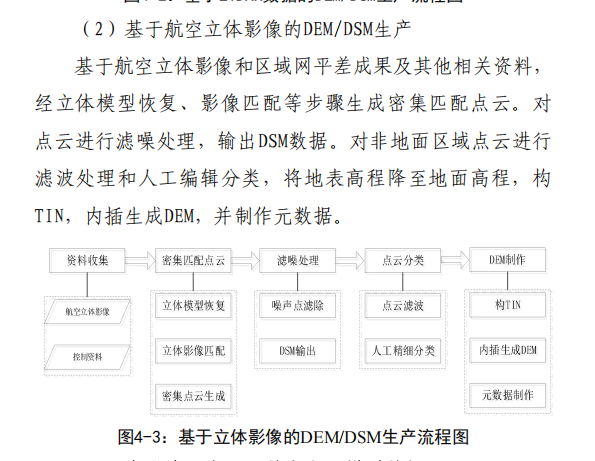 (2)基于航空立体影像的DEM/DSM生产
基于航空立体影像和区域网平差成果及其他相关资料,
经立体模型恢复、影像匹配等步骤生成密集匹配点云。对
点云进行滤噪处理,输出DSM数据。对非地面区域点云进行
滤波处理和人工编辑分类,将地表高程降至地面高程,构
TIN,内插生成DEM,并制作元数据。
资料收集 密集匹配点云 滤噪处理 点云分类 DEM制作
航空立体影像 立体模型恢复 噪声点滤除 点云滤波 构TIN
控制资料 立体影像匹配 DSM输出 人工精细分类 内插生成DEM
密集点云生成 元数据制作
图4-3:基于立体影像的DEM/DSM生产流程图